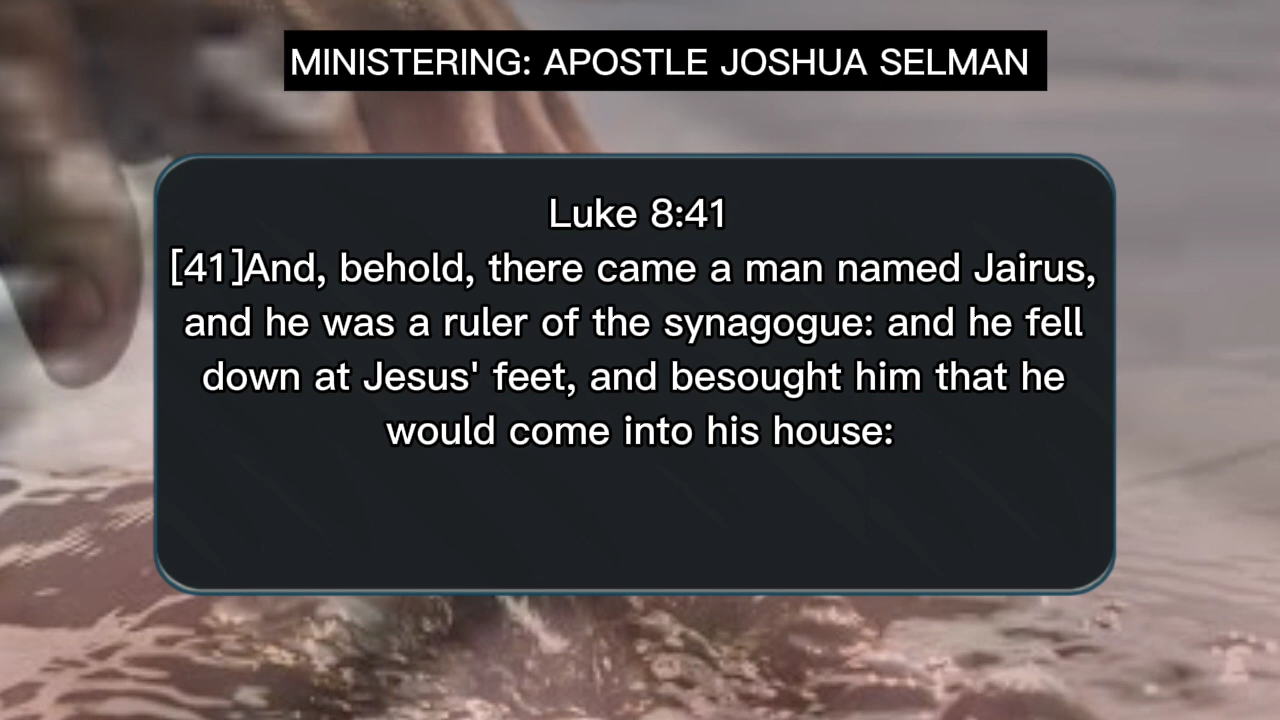 MINISTERING: APOSTLE JOSHUA SELMAN
Luke 8:41
[41]And, behold, there came a man named Jairus,
and he was a ruler of the synagogue: and he fell
down at Jesus' feet, and besought him that he
would come into his house: